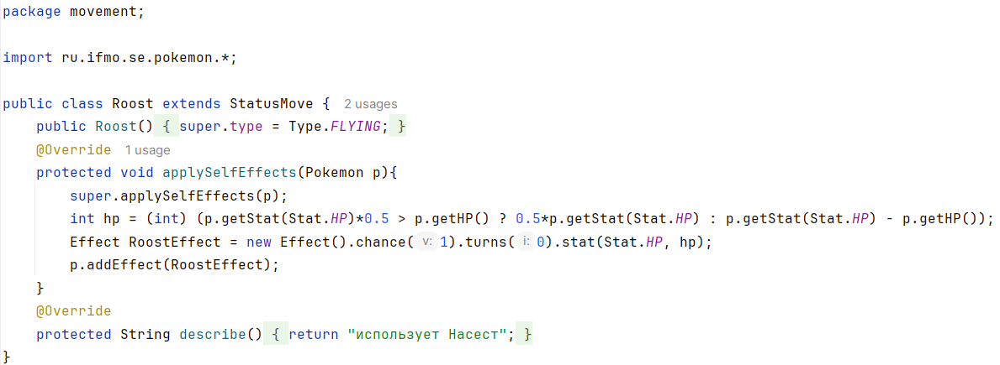 package movement;
import ru.ifmo.se.pokemon.*;
public class Roost extends StatusMove {  2 usages
    public Roost() { super.type = Type.FLYING; }
    @Override  1 usage
    protected void applySelfEffects(Pokemon p){
        super.applySelfEffects(p);
        int hp = (int) (p.getStat(Stat.HP)*0.5 > p.getHP() ? 0.5*p.getStat(Stat.HP) : p.getStat(Stat.HP) - p.getHP());
        Effect RoostEffect = new Effect().chance( v: 1).turns( i: 0).stat(Stat.HP, hp);
        p.addEffect(RoostEffect);
    }
    @Override
    protected String describe() { return "использует Насест"; }
}